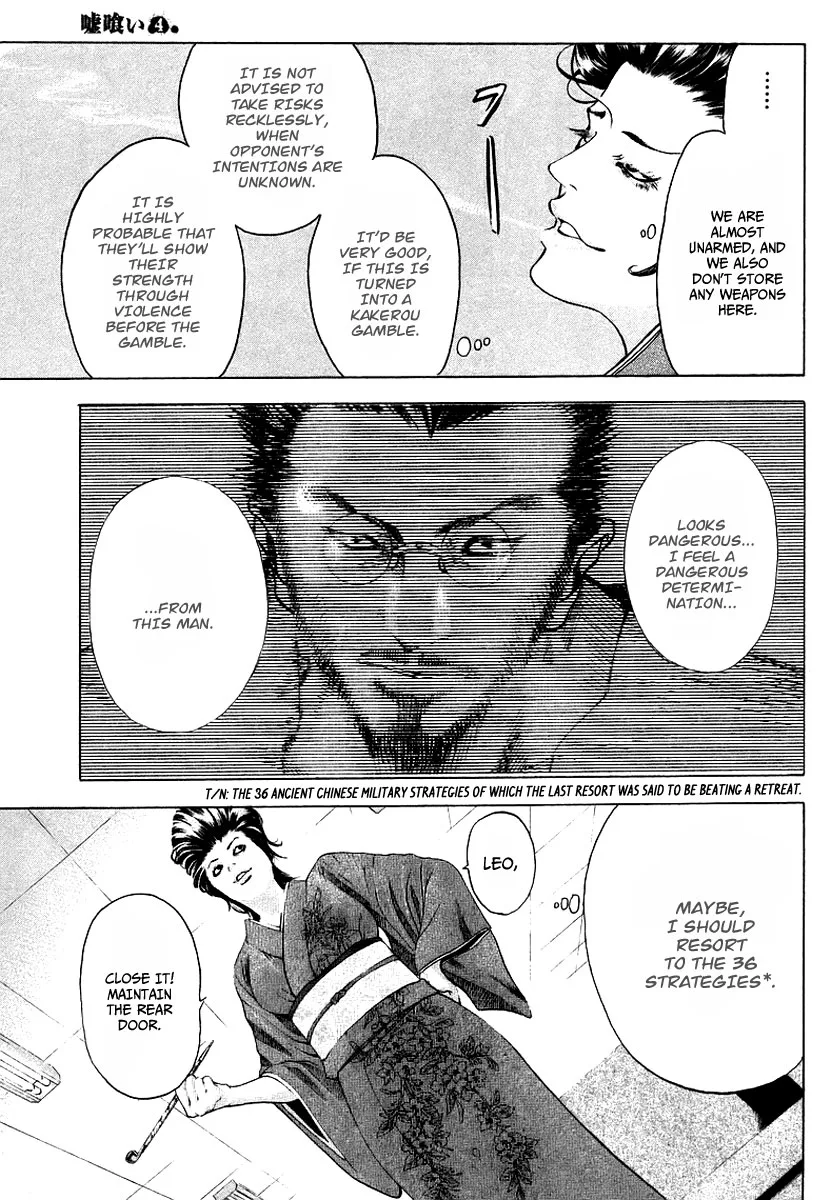 嘘喰い
......
WE ARE
ALMOST
UNARMED, AND
WE ALSO
DON'T STORE
ANY WEAPONS
HERE.
フー
IT IS NOT
ADVISED TO
TAKE RISKS
RECKLESSLY,
WHEN
OPPONENT'S
INTENTIONS ARE
UNKNOWN.
IT'D BE
VERY GOOD,
IF THIS IS
TURNED
INTO A
KAKEROU
GAMBLE.
IT IS
HIGHLY
PROBABLE THAT
THEY'LL SHOW
THEIR
STRENGTH
THROUGH
VIOLENCE
BEFORE THE
GAMBLE.
LOOKS
DANGEROUS...
I FEEL A
DANGEROUS
DETERMI-
NATION...
...FROM
THIS MAN.
T/N: THE 36 ANCIENT CHINESE MILITARY STRATEGIES OF WHICH THE LAST RESORT WAS SAID TO BE BEATING A RETREAT.
MAYBE,
I SHOULD
RESORT
TO THE 36
STRATEGIES*.
LEO,
CLOSE IT!
MAINTAIN
THE REAR
DOOR.